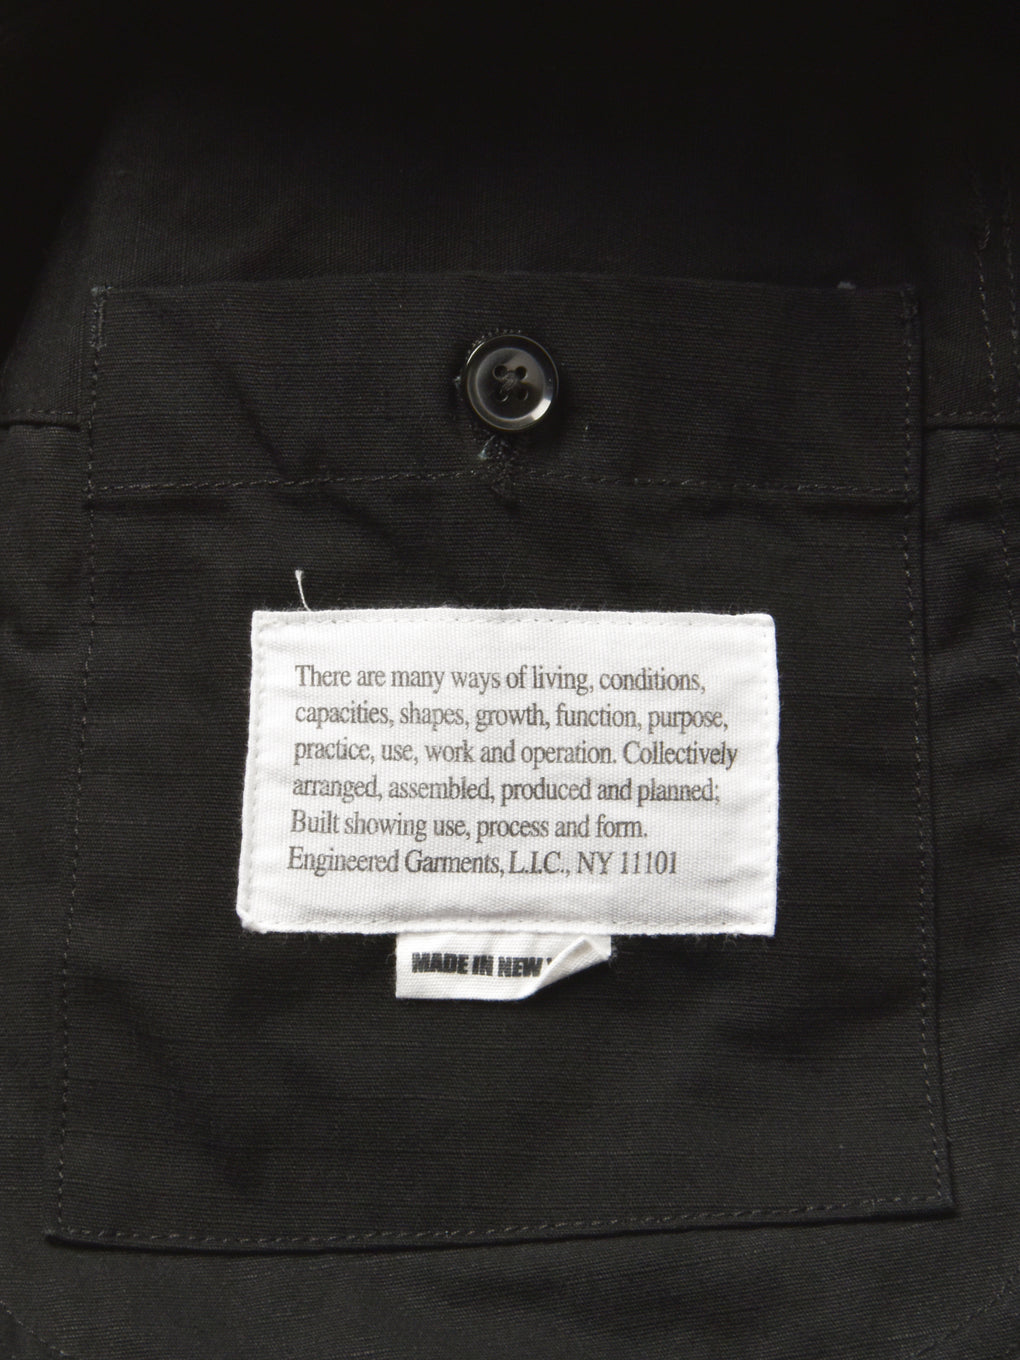 There are many ways of living, conditions,
capacities, shapes, growth, function, purpose,
practice, use, work and operation. Collectively
arranged, assembled, produced and planned;
Built showing use, process and form.
Engineered Garments, L.I.C., NY 11101
MADE IN NEW